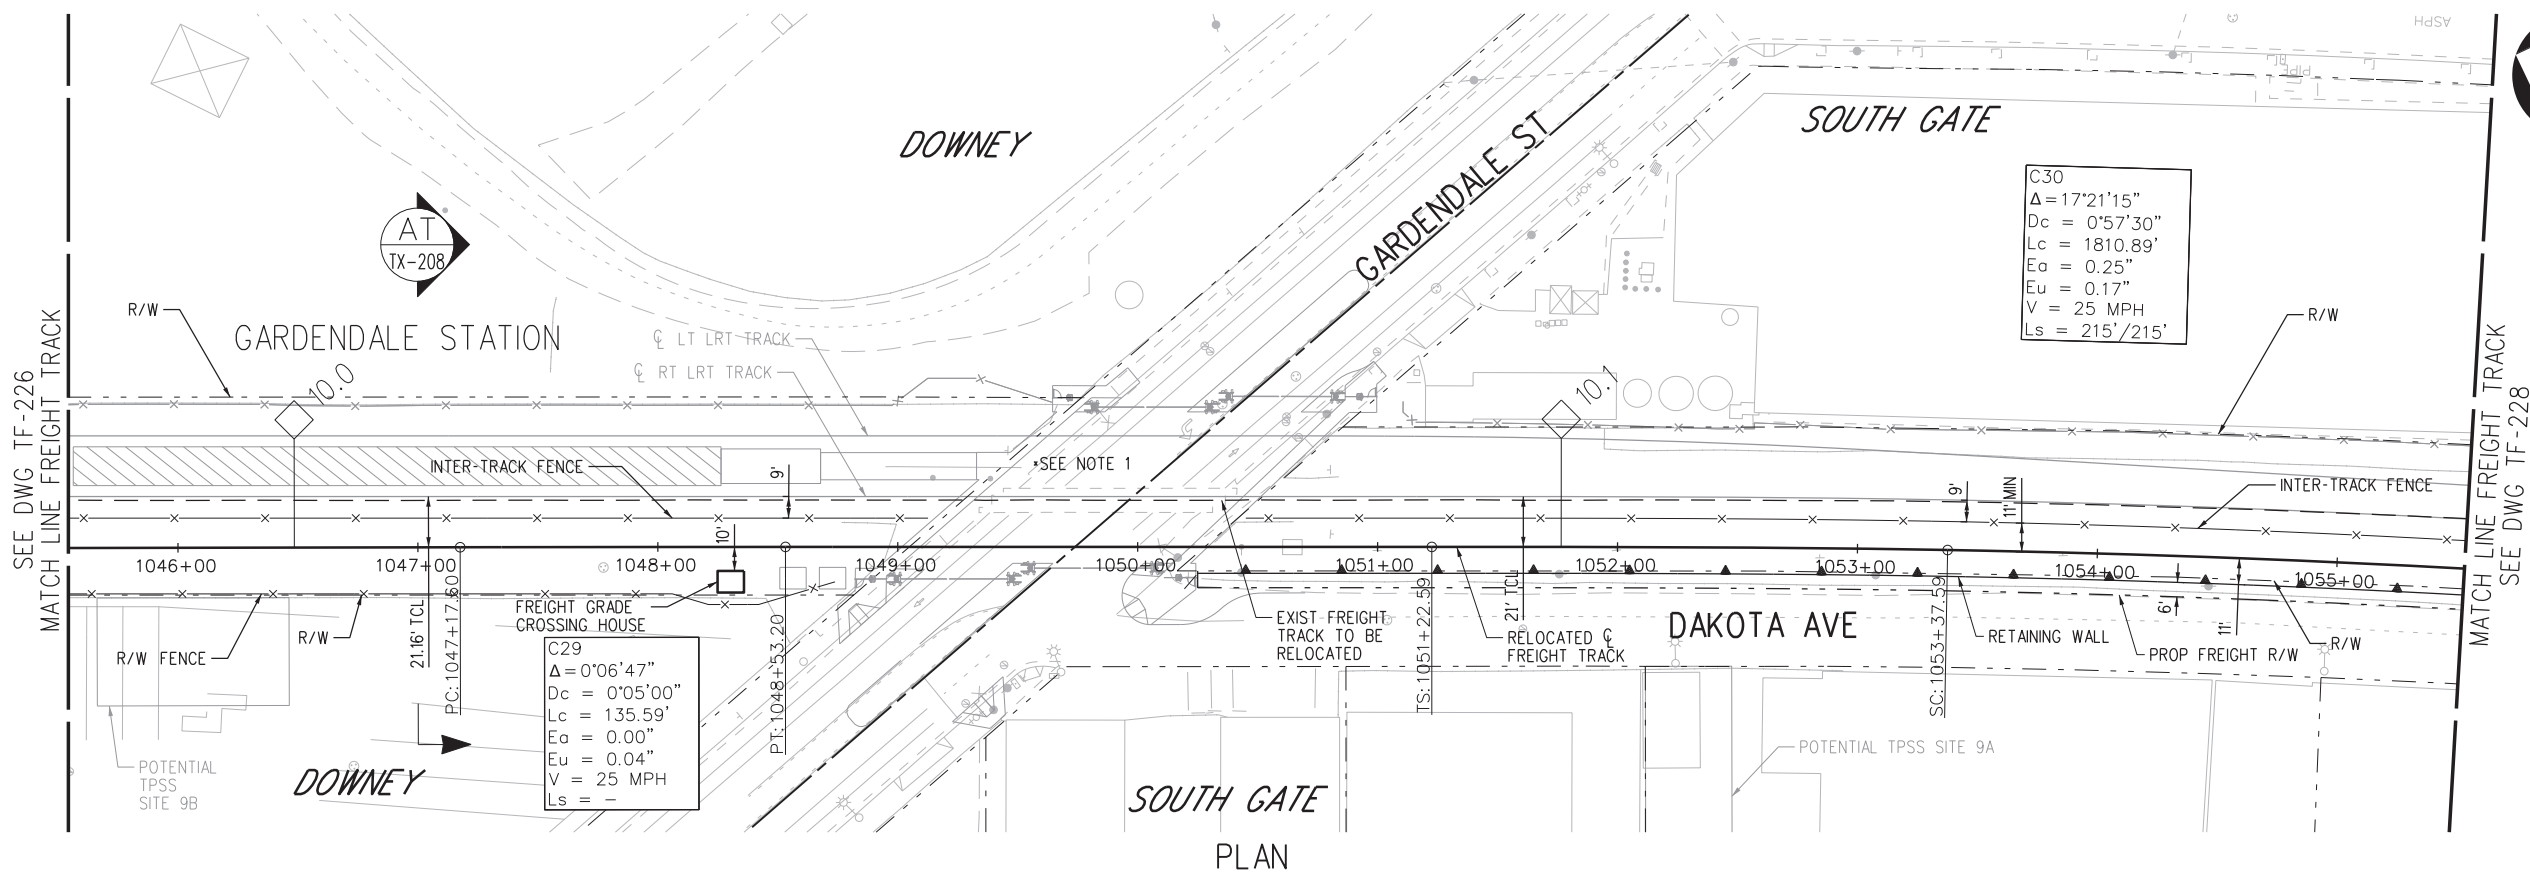 ASPH
PIPE
DOWNEY
SOUTH GATE
GARDENDALE ST
C30
Δ=17°21'15"
Dc = 0°57'30"
Lc = 1810.89'
Ea = 0.25"
Eu = 0.17"
V = 25 MPH
Ls = 215'/215'
AT
TX-208
R/W
GARDENDALE STATION
℄ LT LRT TRACK
℄ RT LRT TRACK
10.0
10.1
R/W
SEE DWG TF-226
MATCH LINE FREIGHT TRACK
MATCH LINE FREIGHT TRACK
SEE DWG TF-228
INTER-TRACK FENCE
9'
*SEE NOTE 1
9'
11' MIN
INTER-TRACK FENCE
10'
1046+00
1047+00
1048+00
1049+00
1050+00
1051+00
1052+00
1053+00
1054+00
1055+00
21.16' TCL
PC:1047+17.60
PT:1048+53.20
21' TCL
TS:1051+22.59
SC:1053+37.59
6'
11'
FREIGHT GRADE
CROSSING HOUSE
R/W
R/W FENCE
EXIST FREIGHT
TRACK TO BE
RELOCATED
RELOCATED ℄
FREIGHT TRACK
DAKOTA AVE
RETAINING WALL
PROP FREIGHT R/W
R/W
C29
Δ=0°06'47"
Dc = 0°05'00"
Lc = 135.59'
Ea = 0.00"
Eu = 0.04"
V = 25 MPH
Ls = –
POTENTIAL
TPSS
SITE 9B
DOWNEY
SOUTH GATE
POTENTIAL TPSS SITE 9A
PLAN